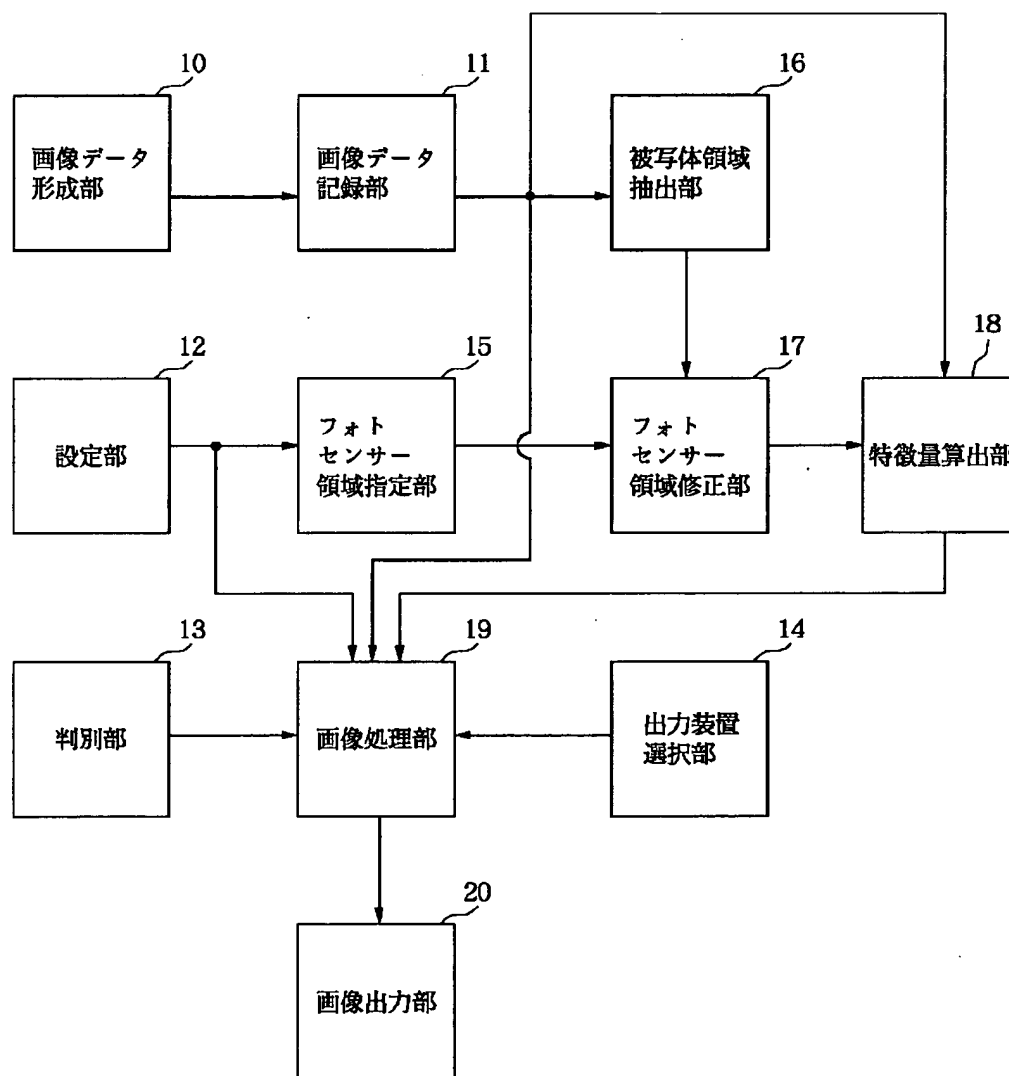 10
画像データ
形成部
11
画像データ
記録部
16
被写体領域
抽出部
12
設定部
15
フォト
センサー
領域指定部
17
フォト
センサー
領域修正部
18
特徴量算出部
13
判別部
19
画像処理部
14
出力装置
選択部
20
画像出力部